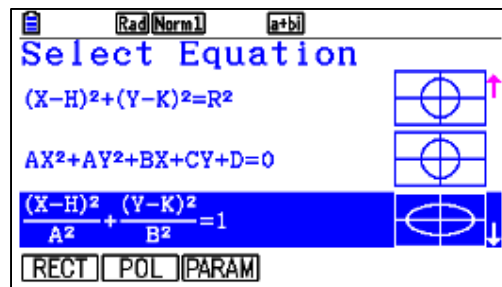 Rad Norm1 a+bi
Select Equation
(X-H)²+(Y-K)²=R²
AX²+AY²+BX+CY+D=0
(X-H)²/A²+(Y-K)²/B²=1
RECT POL PARAM